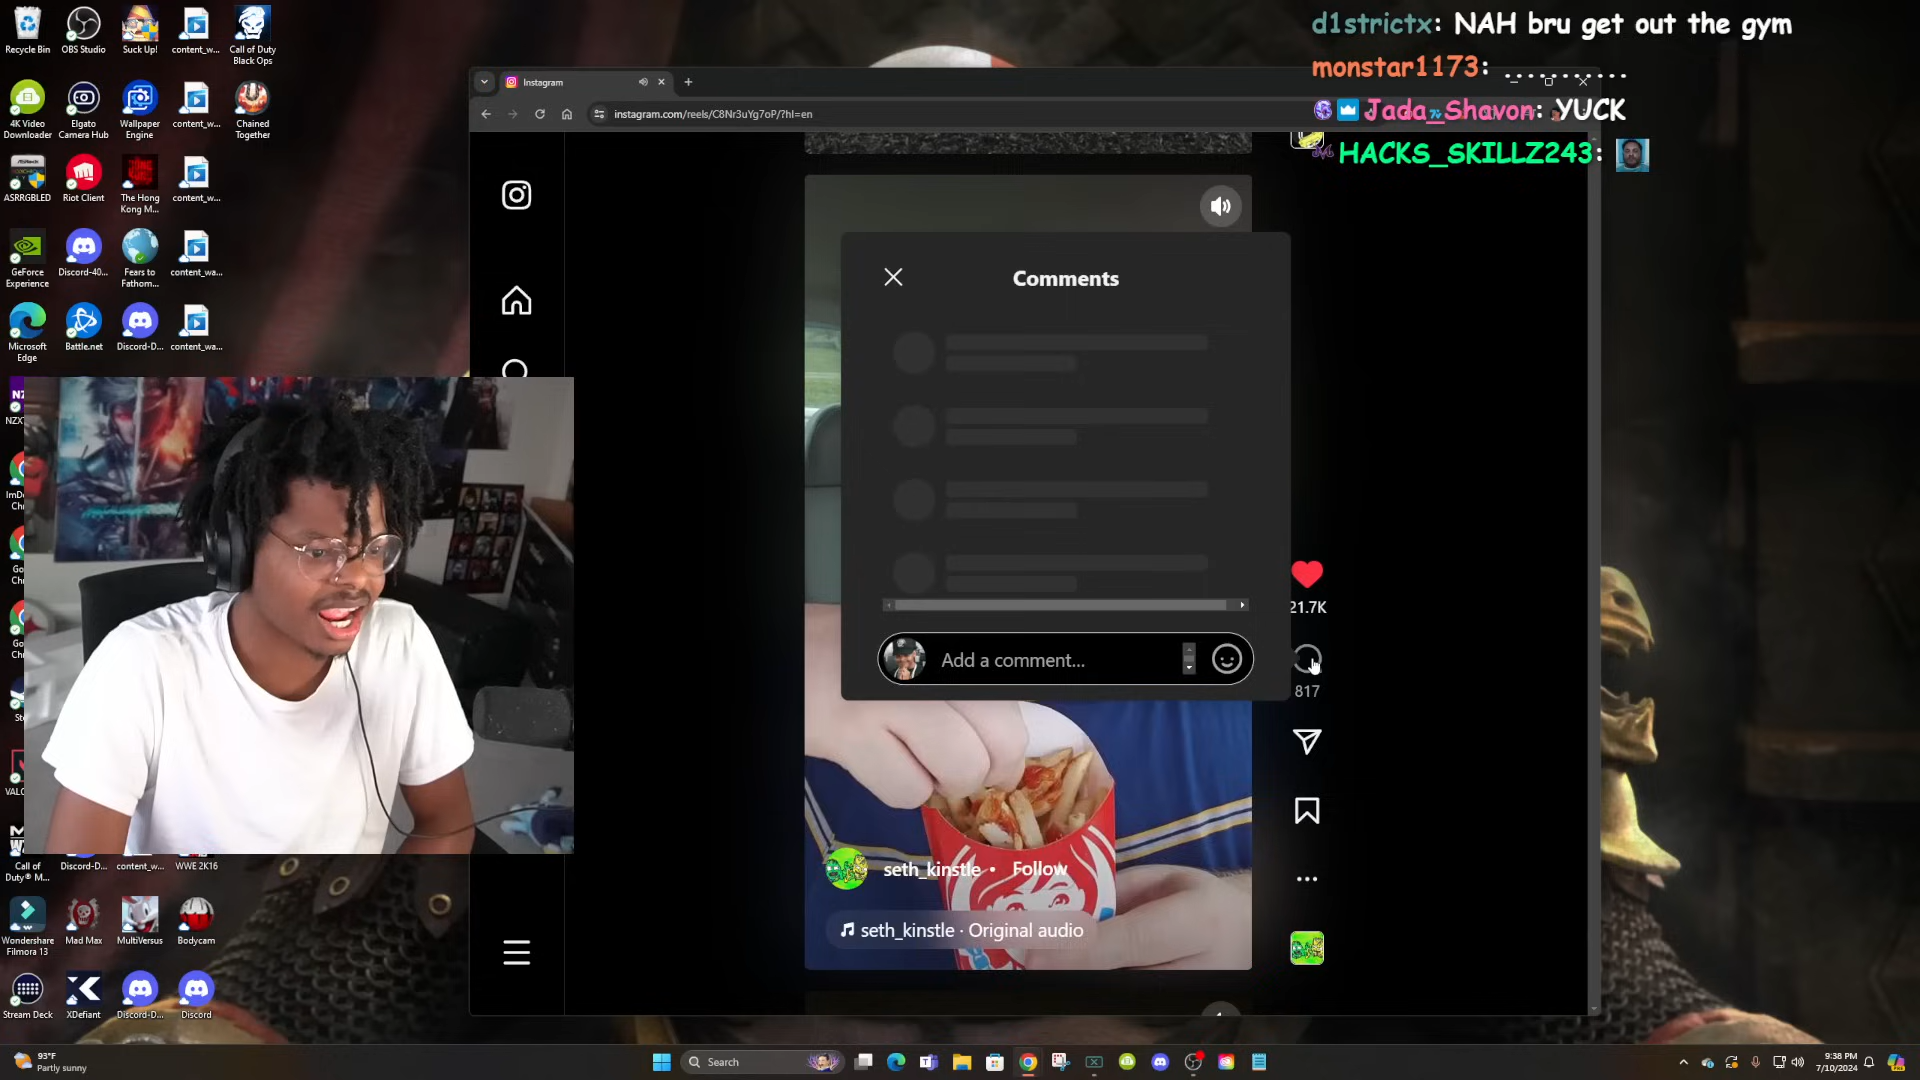 d1strictx: NAH bru get out the gym
monstar1173: ............
Jada_Shavon: YUCK
HACKS_SKILLZ243:
Recycle Bin
OBS Studio
Suck Up!
content_w...
Call of Duty
Black Ops
4K Video
Downloader
Elgato
Camera Hub
Wallpaper
Engine
content_w...
Chained
Together
ASRRGBLED
Riot Client
The Hong
Kong M...
content_w...
GeForce
Experience
Discord-40...
Fears to
Fathom...
content_wa...
Microsoft
Edge
Battle.net
Discord-D...
content_wa...
Instagram
instagram.com/reels/C8Nr3uYg7oP/?hl=en
Comments
Add a comment...
21.7K
817
seth_kinstle • Follow
seth_kinstle · Original audio
Call of
Duty® M...
Discord-D...
content_w...
WWE 2K16
Wondershare
Filmora 13
Mad Max
MultiVersus
Bodycam
Stream Deck
XDefiant
Discord-D...
Discord
93°F
Partly sunny
Search
9:38 PM
7/10/2024